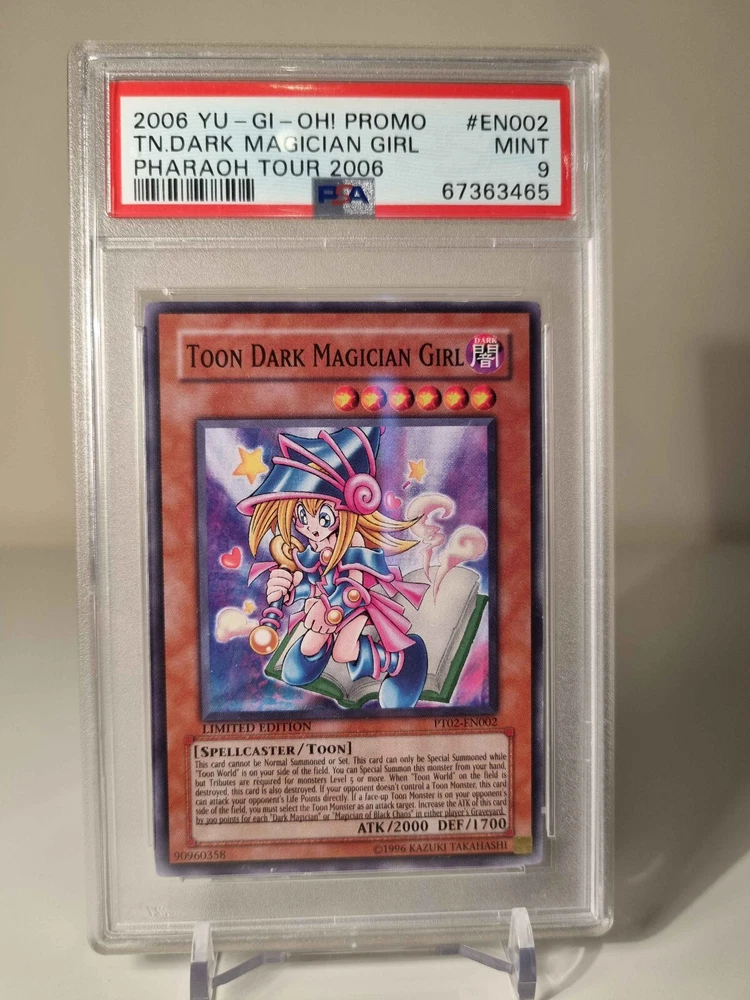 2006 YU-GI-OH! PROMO #EN002
TN.DARK MAGICIAN GIRL MINT
PHARAOH TOUR 2006 9
PSA 67363465
TOON DARK MAGICIAN GIRL
DARK
闇
LIMITED EDITION PT02-EN002
[SPELLCASTER/TOON]
This card cannot be Normal Summoned or Set. This card can only be Special Summoned while
"Toon World" is on your side of the field. You can Special Summon this monster from your hand,
but Tributes are required for monsters Level 5 or more. When "Toon World" on the field is
destroyed, this card is also destroyed. If your opponent doesn't control a Toon Monster, this card
can attack your opponent's Life Points directly. If a face-up Toon Monster is on your opponent's
side of the field, you must select the Toon Monster as an attack target. Increase the ATK of this card
by 300 points for each "Dark Magician" or "Magician of Black Chaos" in either player's Graveyard.
ATK/2000 DEF/1700
90960358 ©1996 KAZUKI TAKAHASHI